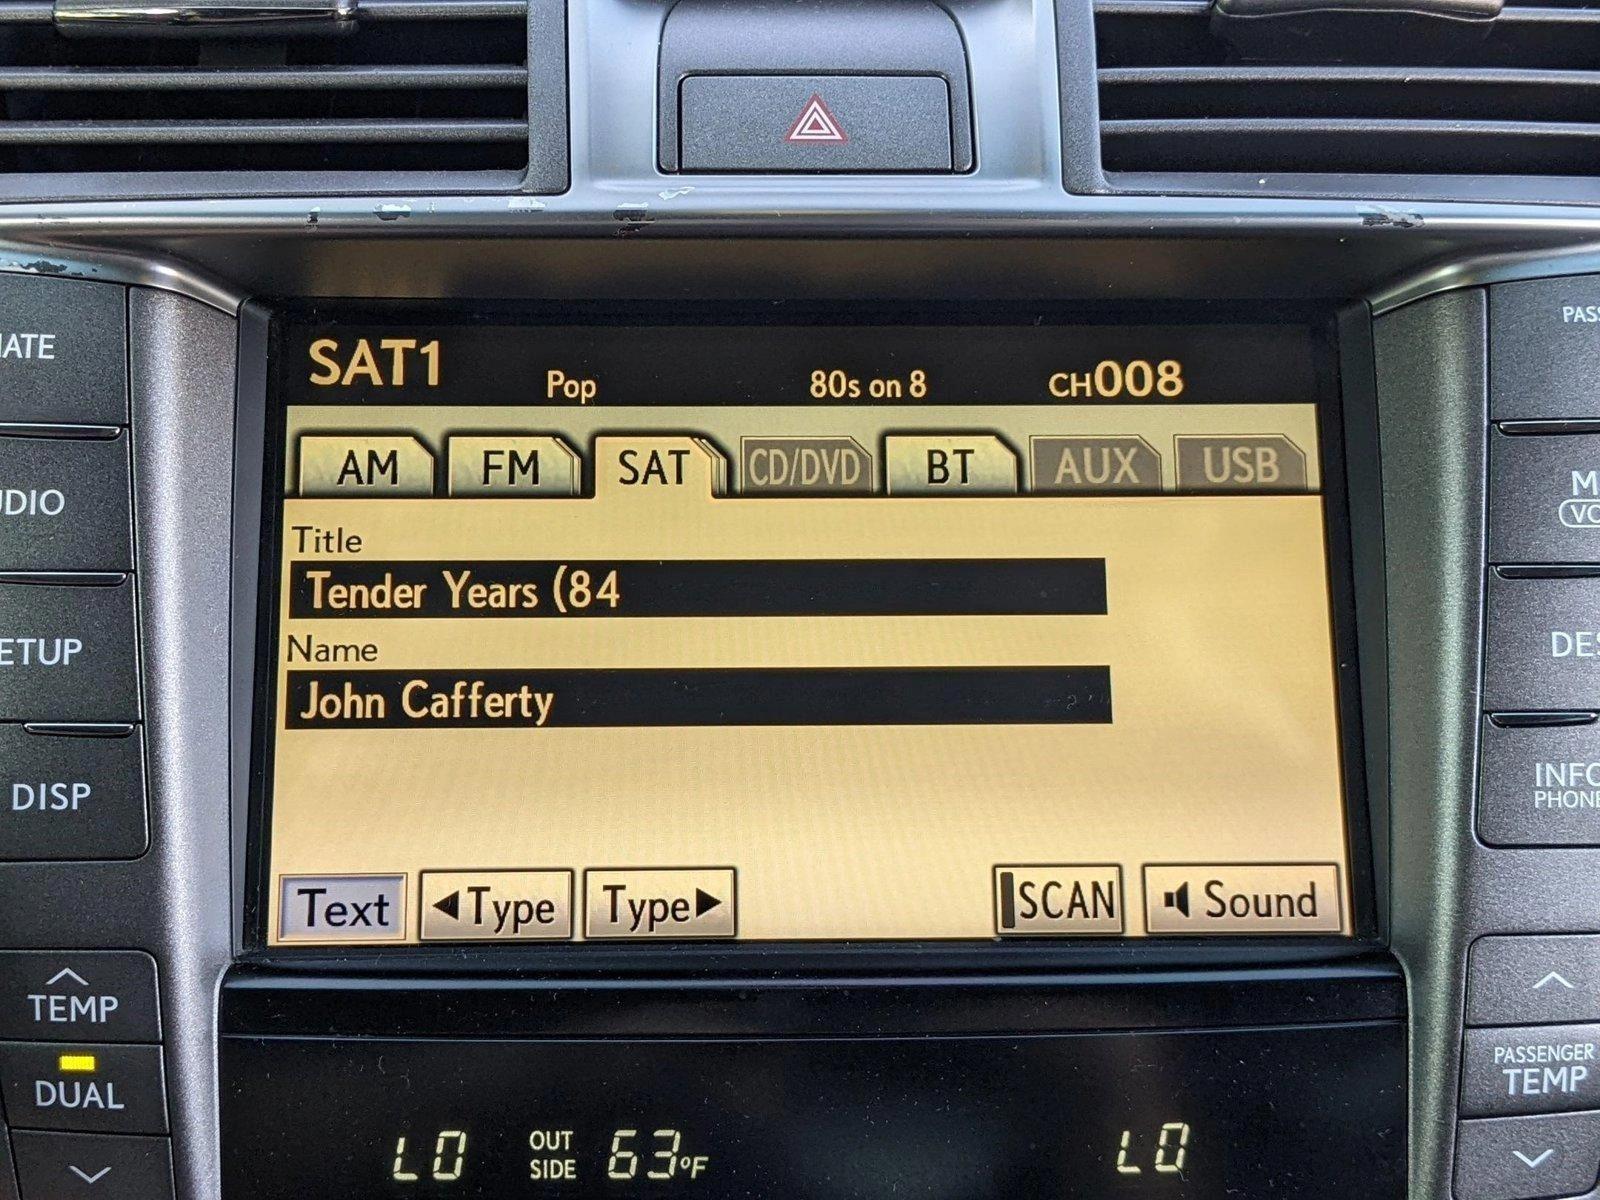 SAT1 Pop 80s on 8 CH008
AM FM SAT CD/DVD BT AUX USB
Title
Tender Years (84
Name
John Cafferty
Text ◀Type Type▶ SCAN Sound
DISP
TEMP
DUAL
LO OUT SIDE 63°F LO
PASSENGER
TEMP
PHONE